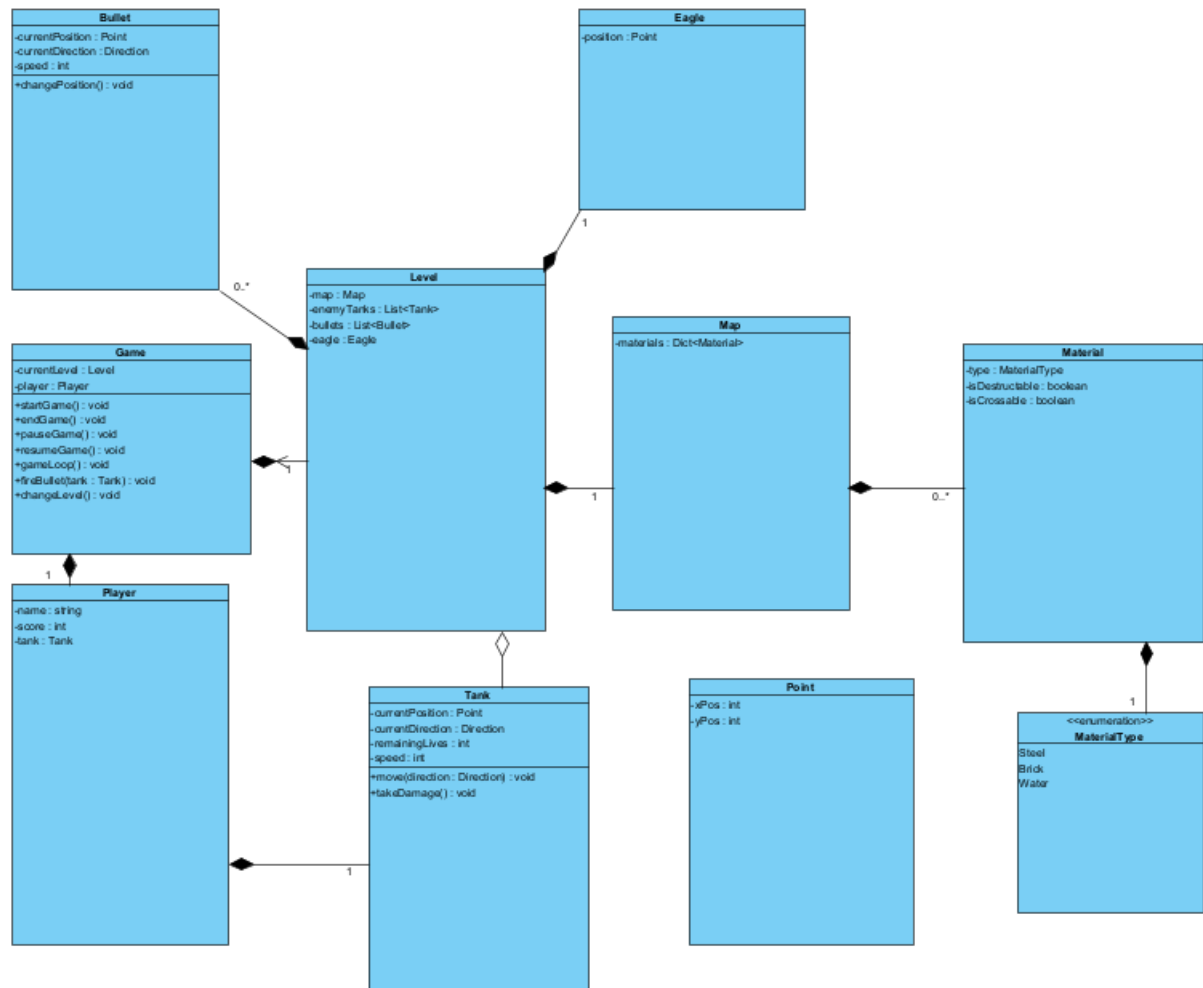 Bullet
-currentPosition : Point
-currentDirection : Direction
-speed : int
+changePosition() : void
Eagle
-position : Point
1
0..*
Level
-map : Map
-enemyTanks : List<Tank>
-bullets : List<Bullet>
-eagle : Eagle
Game
-currentLevel : Level
-player : Player
+startGame() : void
+endGame() : void
+pauseGame() : void
+resumeGame() : void
+gameLoop() : void
+fireBullet(tank : Tank) : void
+changeLevel() : void
1
Map
-materials : Dict<Material>
1
Material
-type : MaterialType
-isDestructable : boolean
-isCrossable : boolean
0..*
1
Player
-name : string
-score : int
-tank : Tank
1
Tank
-currentPosition : Point
-currentDirection : Direction
-remainingLives : int
-speed : int
+move(direction : Direction) : void
+takeDamage() : void
Point
-xPos : int
-yPos : int
1
<<enumeration>>
MaterialType
Steel
Brick
Water